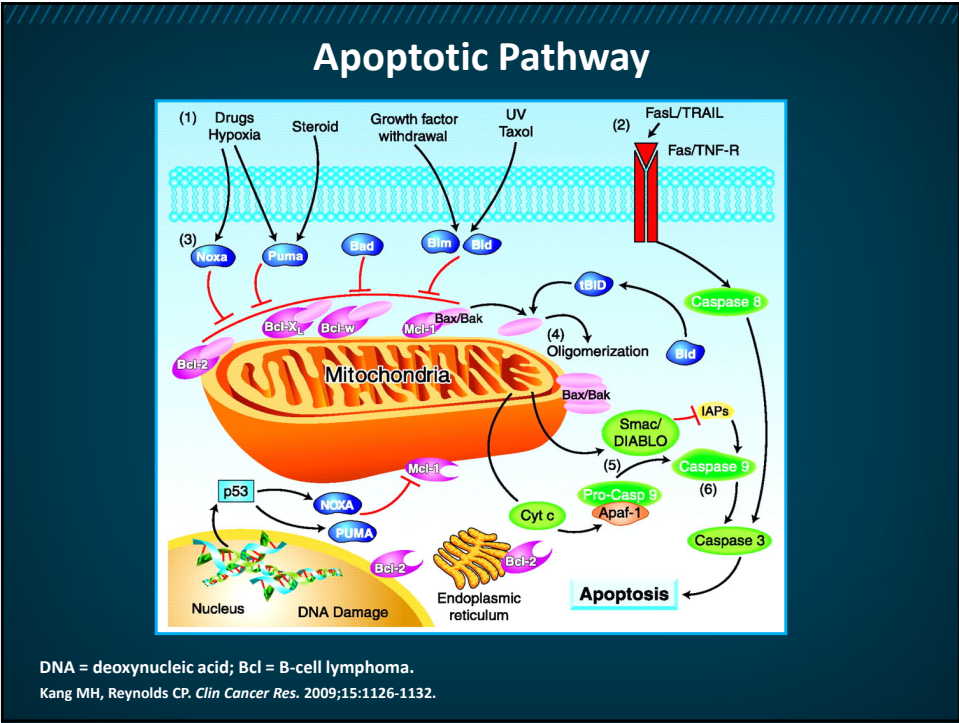 Apoptotic Pathway
(1)
Drugs
Hypoxia
Steroid
Growth factor
withdrawal
UV
Taxol
(2)
FasL/TRAIL
Fas/TNF-R
(3)
Noxa
Puma
Bad
Bim
Bid
tBID
Caspase 8
Bcl-XL
Bcl-w
Mcl-1
Bax/Bak
(4)
Oligomerization
Bid
Bcl-2
Mitochondria
Bax/Bak
IAPs
Smac/
DIABLO
Mcl-1
(5)
Caspase 9
(6)
p53
NOXA
PUMA
Pro-Casp 9
Apaf-1
Cyt c
Caspase 3
Bcl-2
Bcl-2
Nucleus
DNA Damage
Endoplasmic
reticulum
Apoptosis
DNA = deoxynucleic acid; Bcl = B-cell lymphoma.
Kang MH, Reynolds CP. Clin Cancer Res. 2009;15:1126-1132.